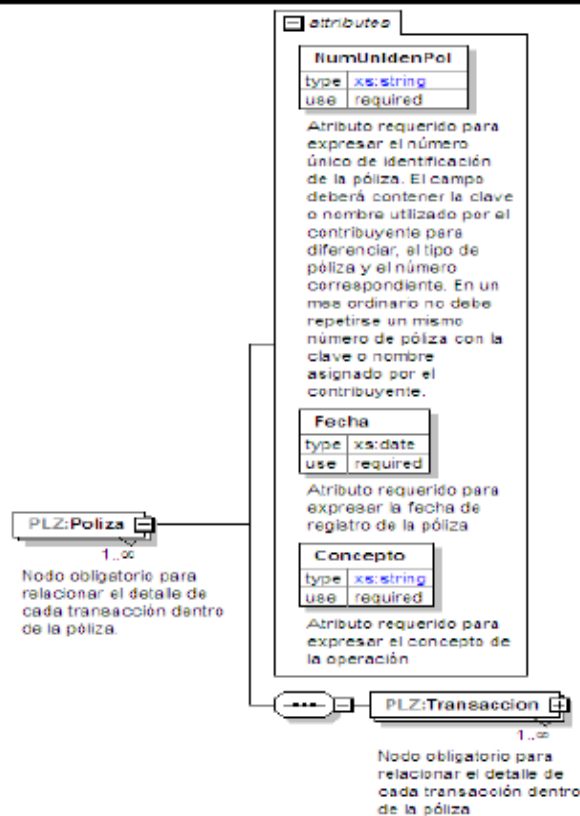 attributes
NumUnIdenPol
type xs:string
use required
Atributo requerido para
expresar el número
único de identificación
de la póliza. El campo
deberá contener la clave
o nombre utilizado por el
contribuyente para
diferenciar, el tipo de
póliza y el número
correspondiente. En un
mes ordinario no debe
repetirse un mismo
número de póliza con la
clave o nombre
asignado por el
contribuyente.
Fecha
type xs:date
use required
Atributo requerido para
expresar la fecha de
registro de la póliza
Concepto
type xs:string
use required
Atributo requerido para
expresar el concepto de
la operación
PLZ:Poliza
1..∞
Nodo obligatorio para
relacionar el detalle de
cada transacción dentro
de la póliza.
PLZ:Transaccion
1..∞
Nodo obligatorio para
relacionar el detalle de
cada transacción dentro
de la póliza